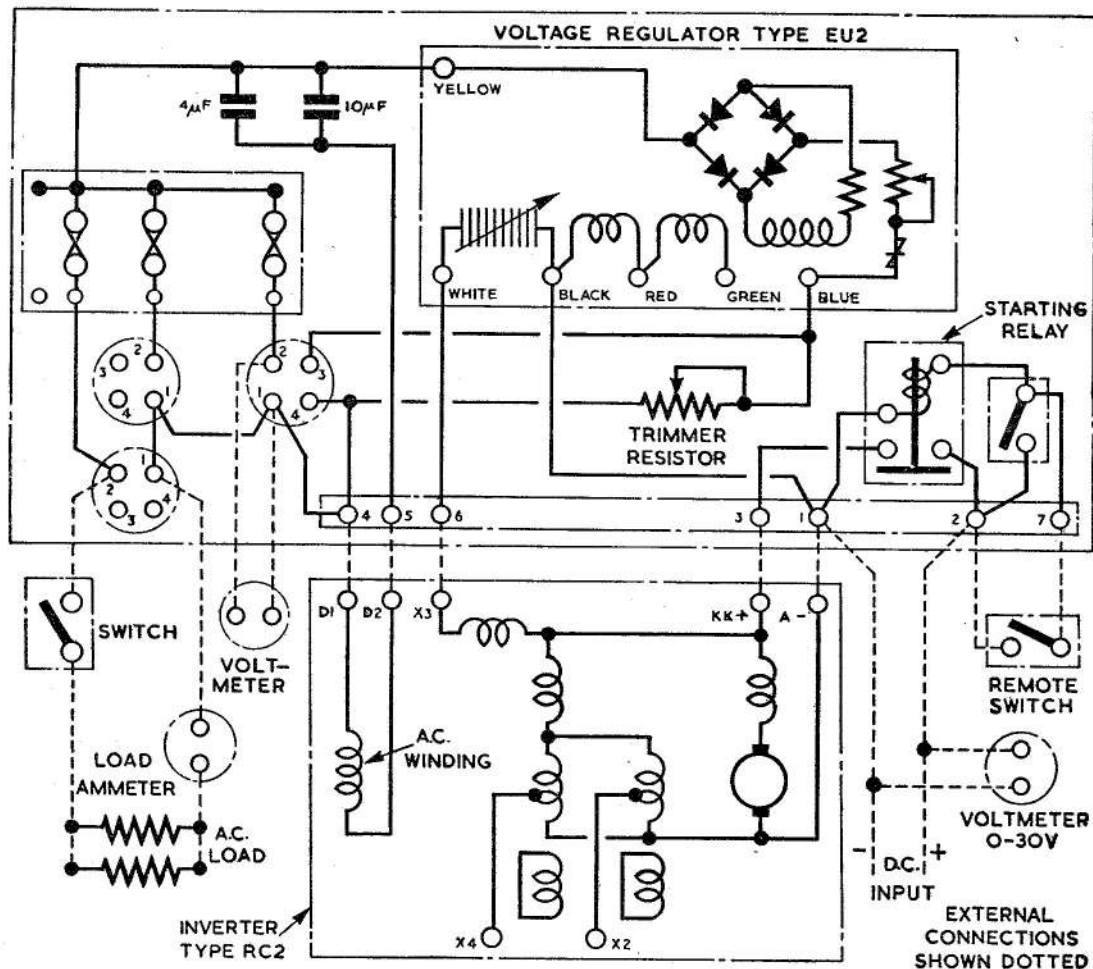 VOLTAGE REGULATOR TYPE EU2
YELLOW
4μF
10μF
WHITE
BLACK
RED
GREEN
BLUE
STARTING
RELAY
3
2
4
1
2
3
1
4
TRIMMER
RESISTOR
2
1
3
4
4
5
6
3
1
2
7
D1
D2
X3
KK+
A-
SWITCH
VOLT-
METER
REMOTE
SWITCH
A.C.
WINDING
LOAD
AMMETER
VOLTMETER
0-30V
A.C.
LOAD
-
+
D.C.
INPUT
INVERTER
TYPE RC2
X4
X2
EXTERNAL
CONNECTIONS
SHOWN DOTTED